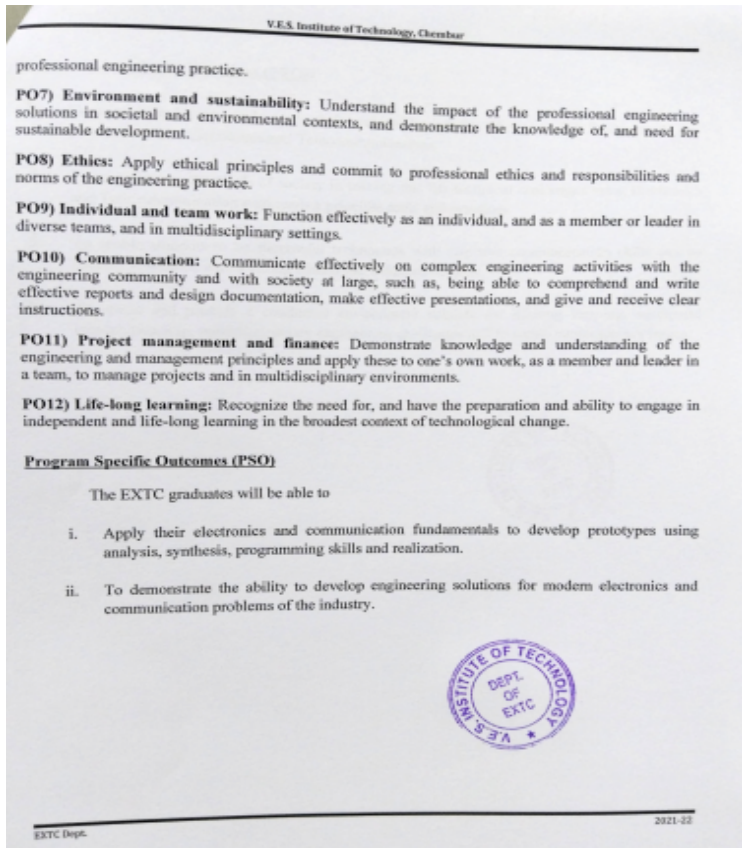 V.E.S. Institute of Technology, Chembur
professional engineering practice.
PO7) Environment and sustainability: Understand the impact of the professional engineering
solutions in societal and environmental contexts, and demonstrate the knowledge of, and need for
sustainable development.
PO8) Ethics: Apply ethical principles and commit to professional ethics and responsibilities and
norms of the engineering practice.
PO9) Individual and team work: Function effectively as an individual, and as a member or leader in
diverse teams, and in multidisciplinary settings.
PO10) Communication: Communicate effectively on complex engineering activities with the
engineering community and with society at large, such as, being able to comprehend and write
effective reports and design documentation, make effective presentations, and give and receive clear
instructions.
PO11) Project management and finance: Demonstrate knowledge and understanding of the
engineering and management principles and apply these to one's own work, as a member and leader in
a team, to manage projects and in multidisciplinary environments.
PO12) Life-long learning: Recognize the need for, and have the preparation and ability to engage in
independent and life-long learning in the broadest context of technological change.
Program Specific Outcomes (PSO)
The EXTC graduates will be able to
i. Apply their electronics and communication fundamentals to develop prototypes using
analysis, synthesis, programming skills and realization.
ii. To demonstrate the ability to develop engineering solutions for modern electronics and
communication problems of the industry.
V.E.S. INSTITUTE OF TECHNOLOGY ★
DEPT.
OF
EXTC
EXTC Dept. 2021-22